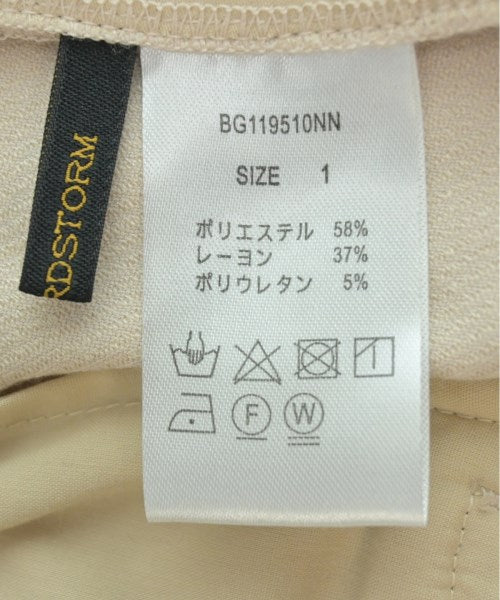 RDSTORM
BG119510NN
SIZE 1
ポリエステル 58%
レーヨン 37%
ポリウレタン 5%
F W